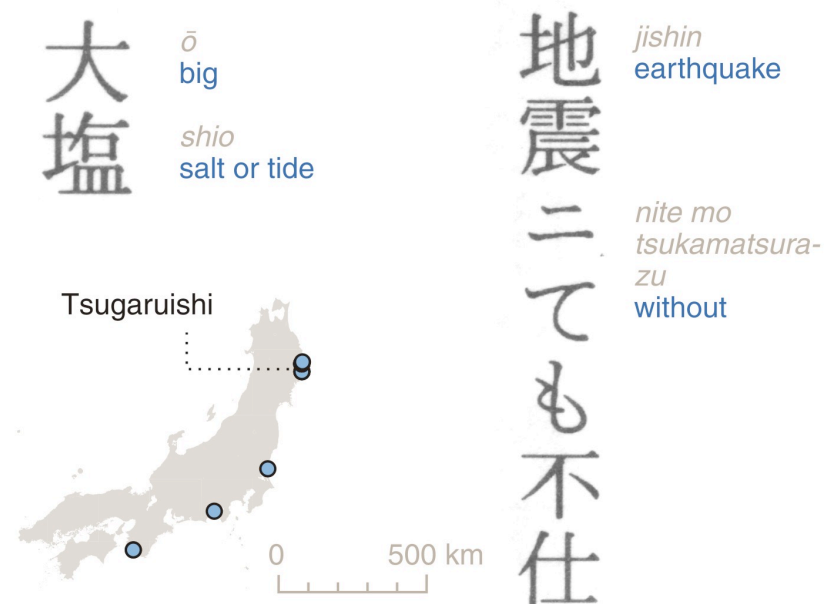 大塩
ō
big
shio
salt or tide
地震ニても不仕
jishin
earthquake
nite mo
tsukamatsura-
zu
without
Tsugaruishi
0 500 km